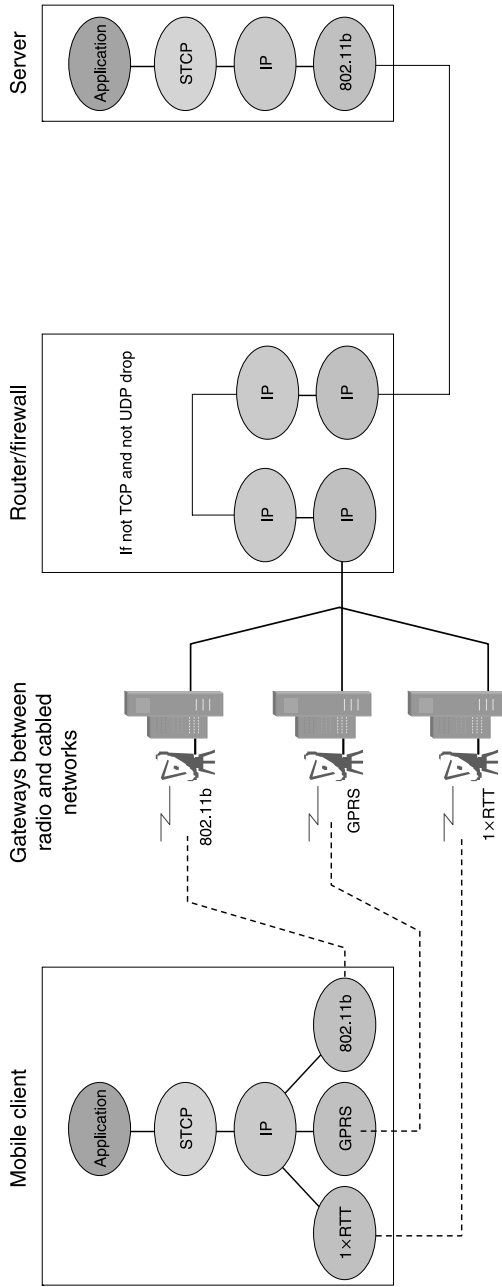 Mobile client
Application
STCP
IP
1×RTT
GPRS
802.11b
Gateways between
radio and cabled
networks
802.11b
GPRS
1×RTT
Router/firewall
If not TCP and not UDP drop
IP
IP
IP
IP
Server
Application
STCP
IP
802.11b